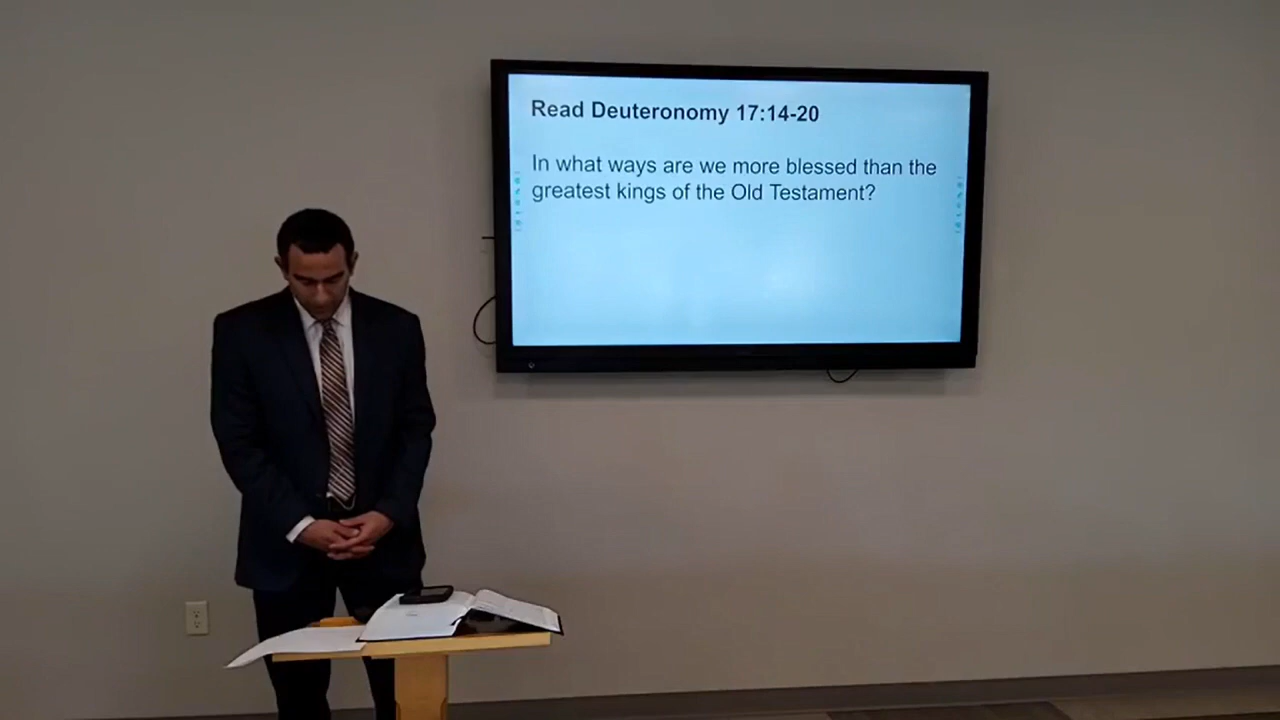 Read Deuteronomy 17:14-20
In what ways are we more blessed than the
greatest kings of the Old Testament?